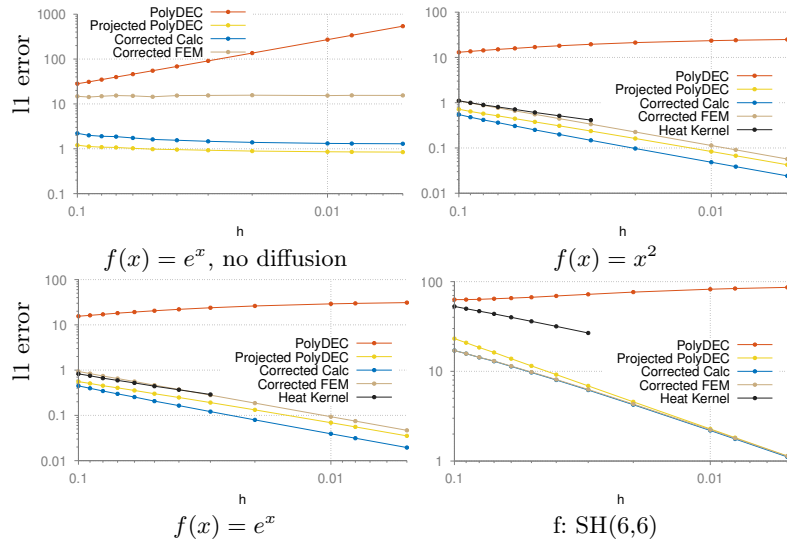 1000
100
10
1
0.1
l1 error
PolyDEC
Projected PolyDEC
Corrected Calc
Corrected FEM
0.1
0.01
h
f(x) = e^x, no diffusion
100
10
1
0.1
0.01
PolyDEC
Projected PolyDEC
Corrected Calc
Corrected FEM
Heat Kernel
0.1
0.01
h
f(x) = x^2
100
10
1
0.1
0.01
l1 error
PolyDEC
Projected PolyDEC
Corrected Calc
Corrected FEM
Heat Kernel
0.1
0.01
h
f(x) = e^x
100
10
1
PolyDEC
Projected PolyDEC
Corrected Calc
Corrected FEM
Heat Kernel
0.1
0.01
h
f: SH(6,6)